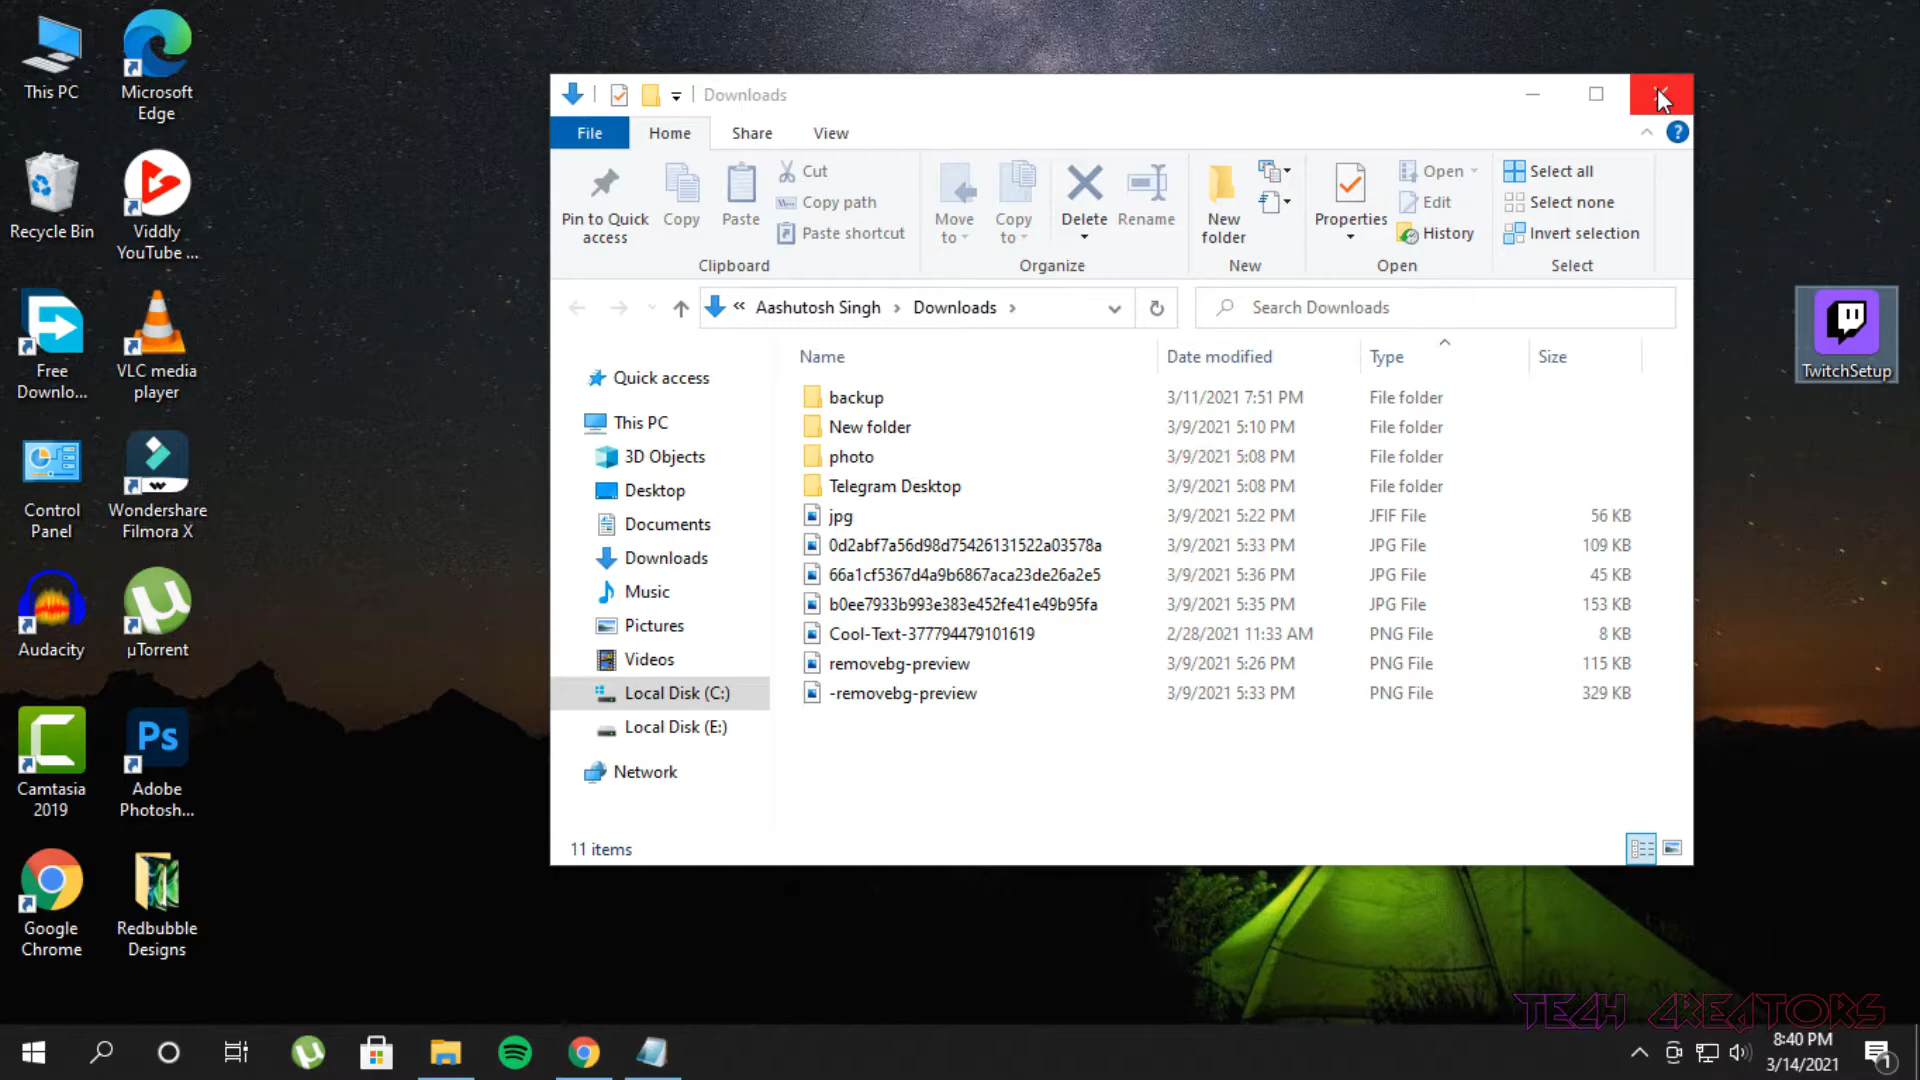 This PC
Microsoft
Edge
Recycle Bin
Viddly
YouTube ...
Free
Downlo...
VLC media
player
Control
Panel
Wondershare
Filmora X
Audacity
µTorrent
Camtasia
2019
Ps
Adobe
Photosh...
Google
Chrome
Redbubble
Designs
Downloads
File
Home
Share
View
Pin to Quick
access
Copy
Paste
Cut
Copy path
Paste shortcut
Clipboard
Move
to
Copy
to
Delete
Rename
Organize
New
folder
New
Properties
Open
Edit
History
Open
Select all
Select none
Invert selection
Select
« Aashutosh Singh › Downloads ›
Search Downloads
Quick access
This PC
3D Objects
Desktop
Documents
Downloads
Music
Pictures
Videos
Local Disk (C:)
Local Disk (E:)
Network
Name Date modified Type Size
backup 3/11/2021 7:51 PM File folder
New folder 3/9/2021 5:10 PM File folder
photo 3/9/2021 5:08 PM File folder
Telegram Desktop 3/9/2021 5:08 PM File folder
jpg 3/9/2021 5:22 PM JFIF File 56 KB
0d2abf7a56d98d75426131522a03578a 3/9/2021 5:33 PM JPG File 109 KB
66a1cf5367d4a9b6867aca23de26a2e5 3/9/2021 5:36 PM JPG File 45 KB
b0ee7933b993e383e452fe41e49b95fa 3/9/2021 5:35 PM JPG File 153 KB
Cool-Text-377794479101619 2/28/2021 11:33 AM PNG File 8 KB
removebg-preview 3/9/2021 5:26 PM PNG File 115 KB
-removebg-preview 3/9/2021 5:33 PM PNG File 329 KB
11 items
TwitchSetup
TECH CREATORS
8:40 PM
3/14/2021
1